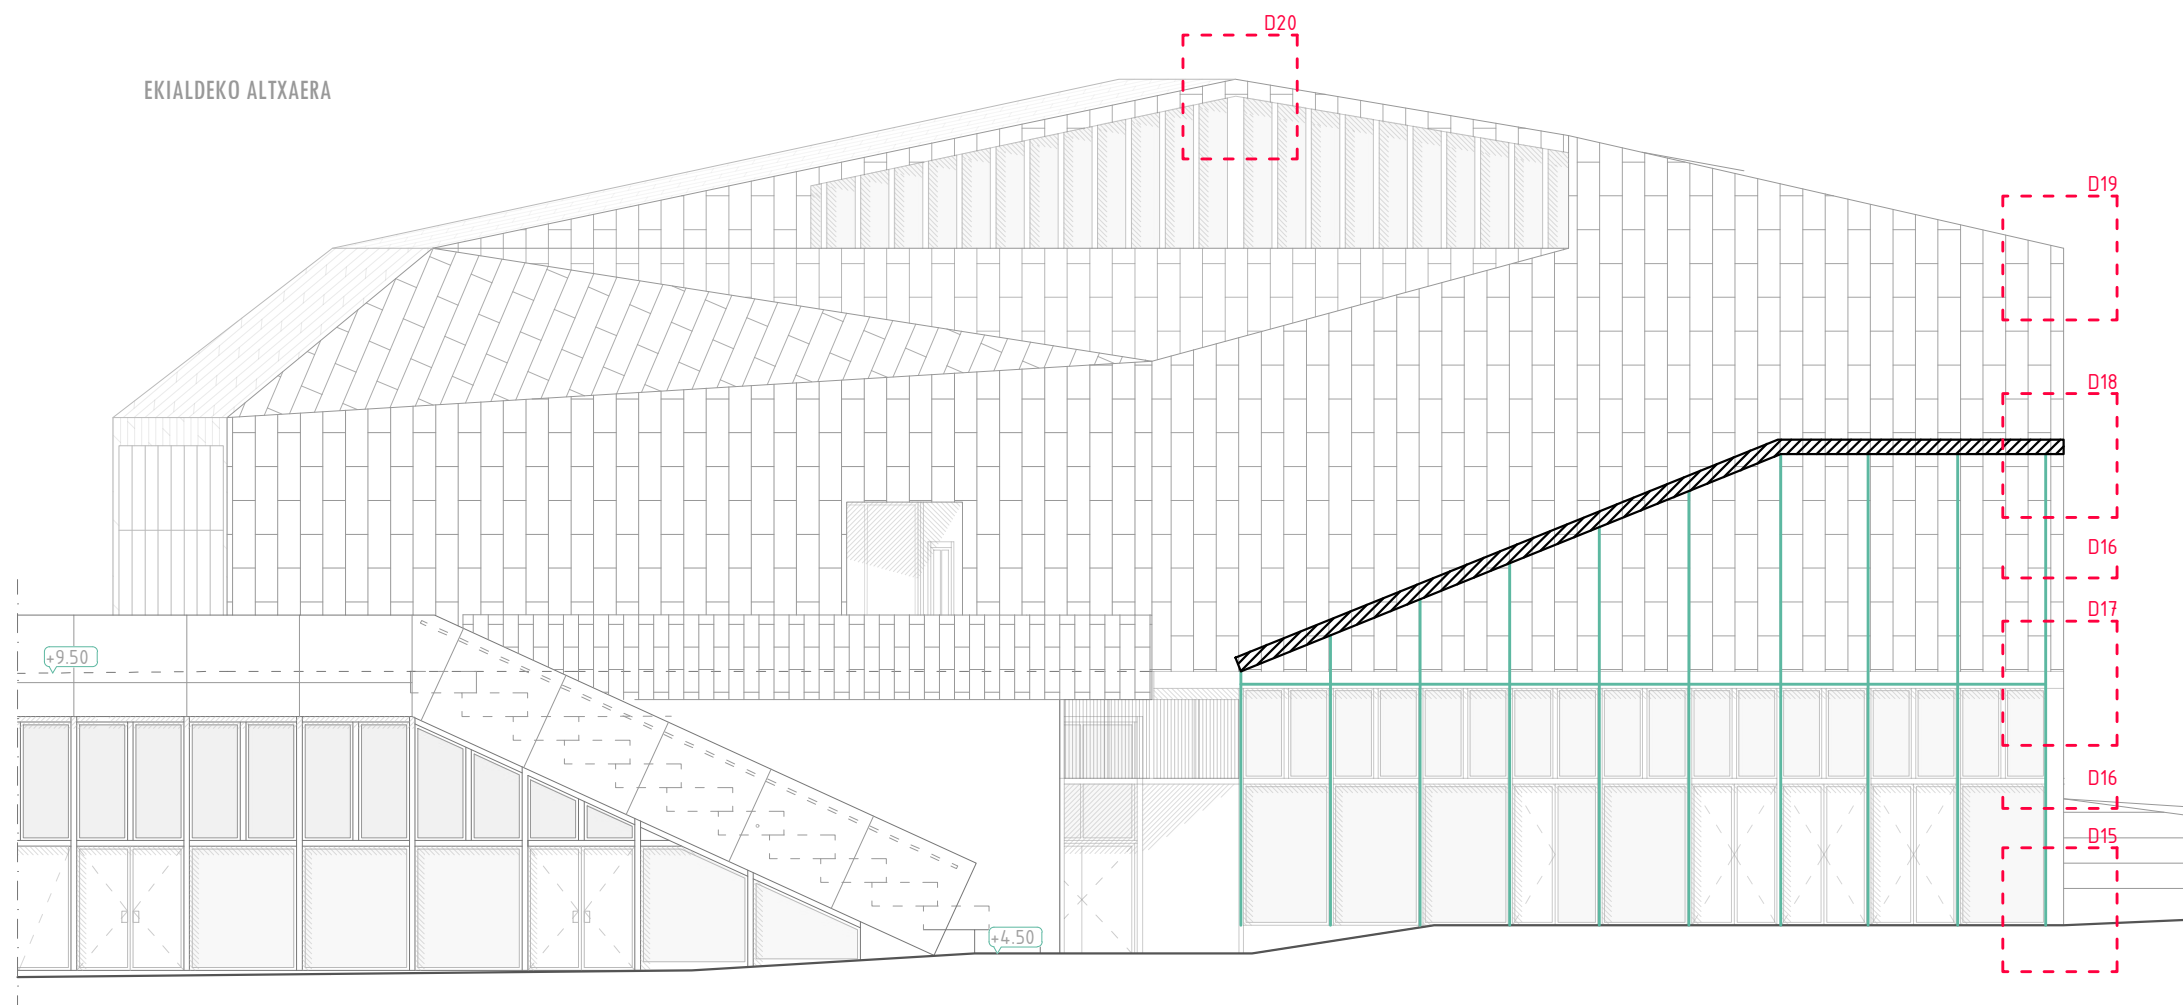 D20
EKIALDEKO ALTXAERA
D19
D18
D16
D17
+9.50
D16
D15
+4.50